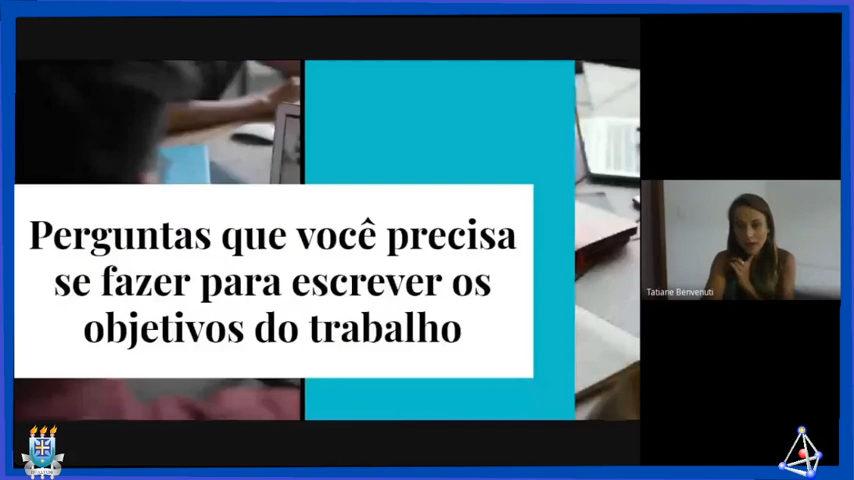 Perguntas que você precisa
se fazer para escrever os
objetivos do trabalho
Tatiane Benvenuti